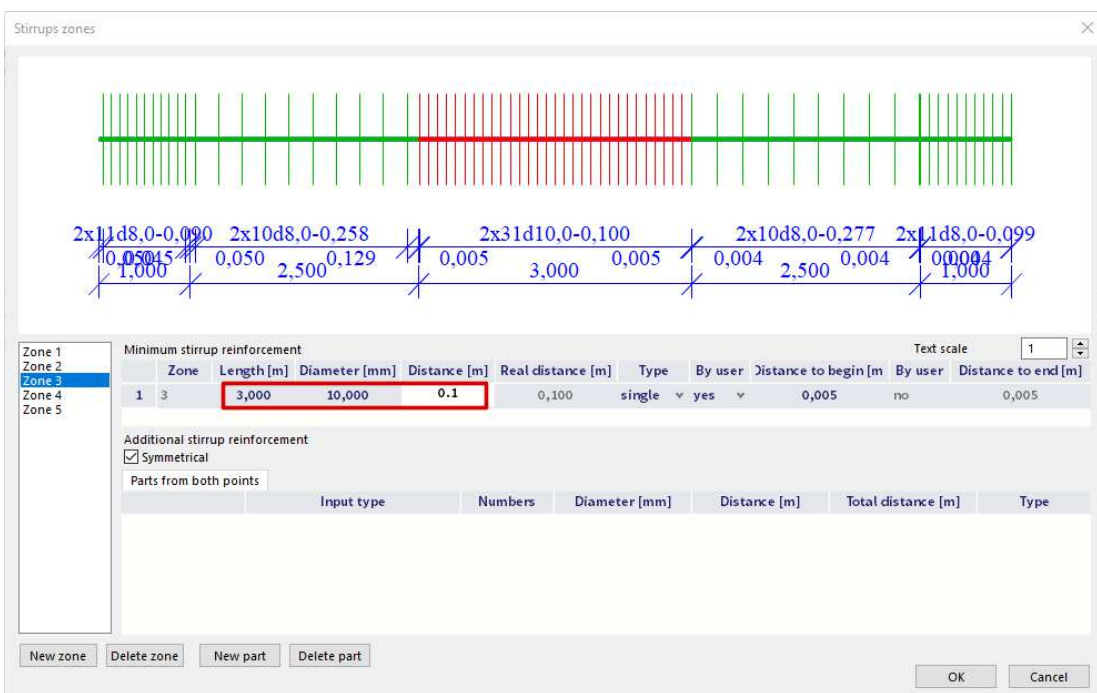 Stirrups zones
2x11d8,0-0,090 2x10d8,0-0,258 2x31d10,0-0,100 2x10d8,0-0,277 2x11d8,0-0,099
0,050 0,129 0,005 0,005 0,004 0,004
1,000 2,500 3,000 2,500 1,000
Zone 1
Zone 2
Zone 3
Zone 4
Zone 5
Minimum stirrup reinforcement Text scale 1
Zone Length [m] Diameter [mm] Distance [m] Real distance [m] Type By user Distance to begin [m By user Distance to end [m]
1 3 3,000 10,000 0.1 0,100 single yes 0,005 no 0,005
Additional stirrup reinforcement
Symmetrical
Parts from both points
Input type Numbers Diameter [mm] Distance [m] Total distance [m] Type
New zone Delete zone New part Delete part
OK Cancel